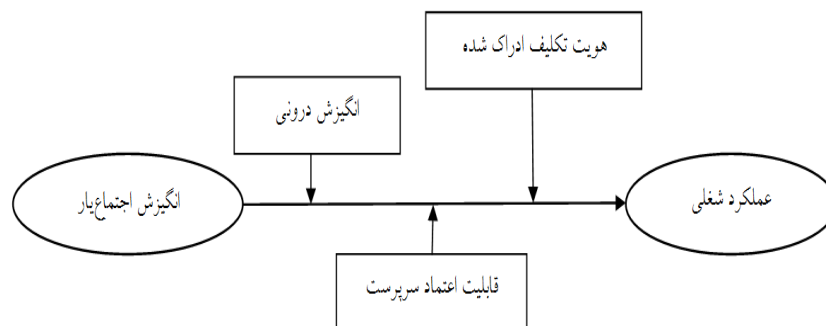 هویت تکلیف ادراک شده
انگیزش درونی
انگیزش اجتماع‌یار
عملکرد شغلی
قابلیت اعتماد سرپرست